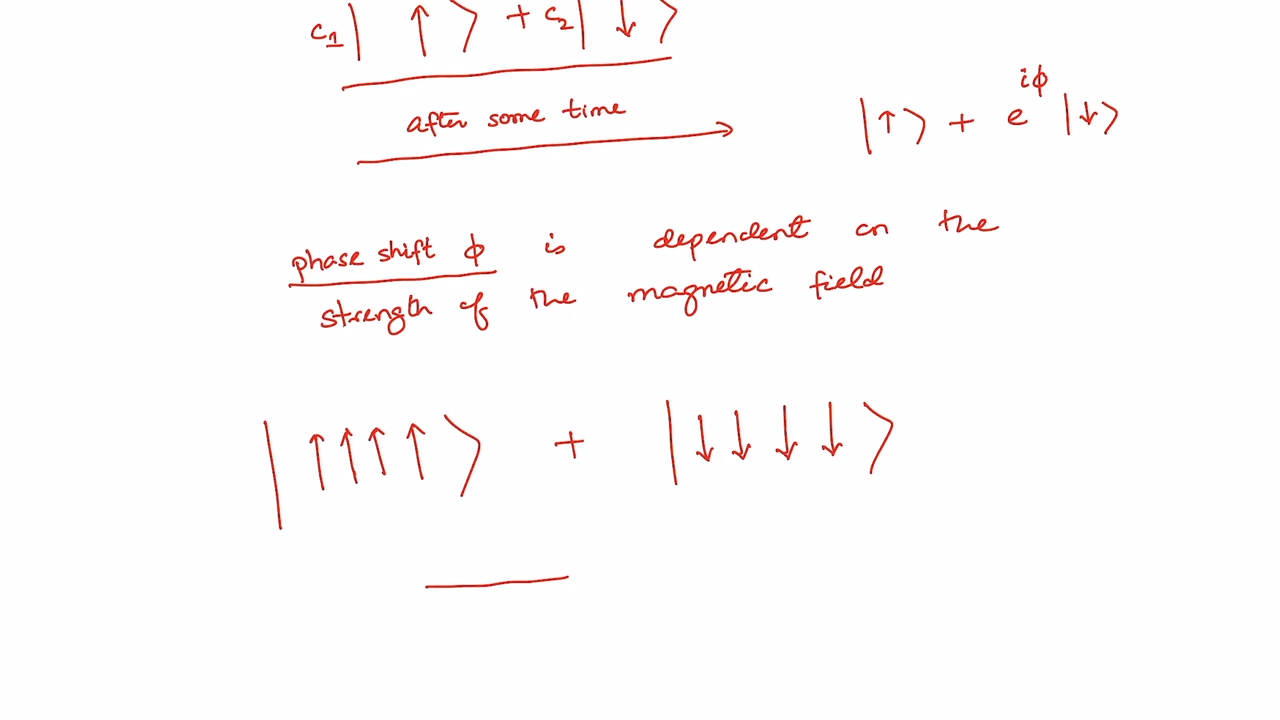 c₁|↑⟩ + c₂|↓⟩
after some time
|↑⟩ + e^{iϕ} |↓⟩
phase shift ϕ is dependent on the
strength of the magnetic field
|↑↑↑↑⟩ + |↓↓↓↓⟩